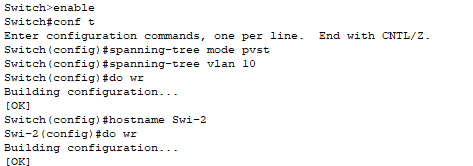 Switch>enable
Switch#conf t
Enter configuration commands, one per line.  End with CNTL/Z.
Switch(config)#spanning-tree mode pvst
Switch(config)#spanning-tree vlan 10
Switch(config)#do wr
Building configuration...
[OK]
Switch(config)#hostname Swi-2
Swi-2(config)#do wr
Building configuration...
[OK]